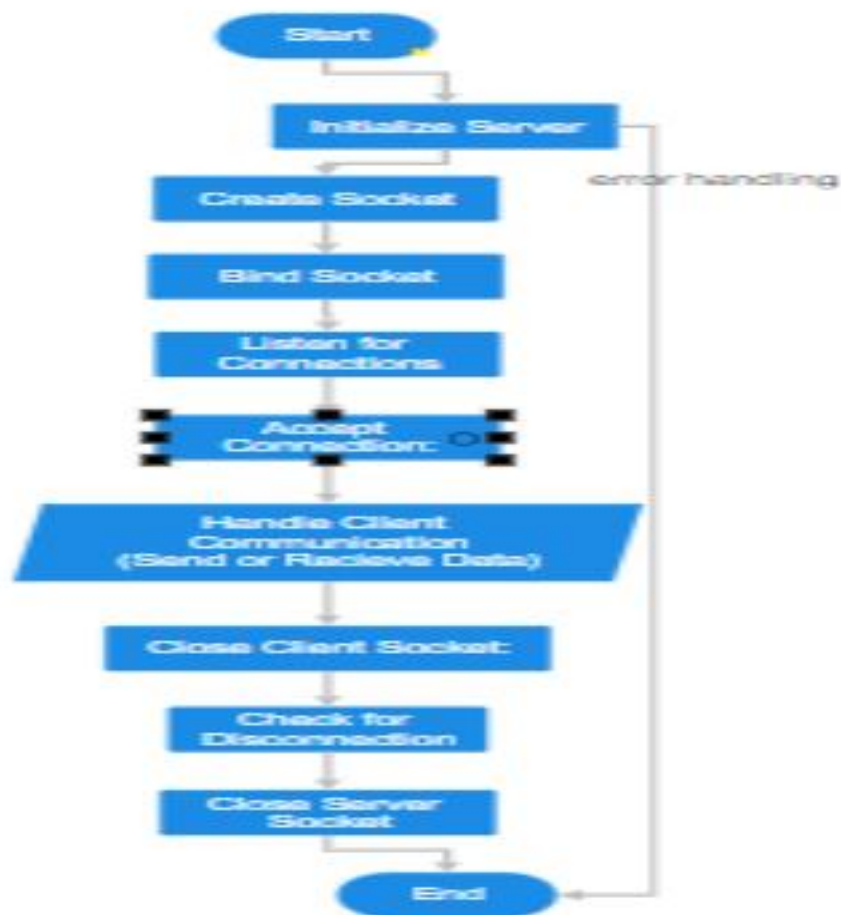 Start
Initialize Server
error handling
Create Socket
Bind Socket
Listen for
Connections
Accept
Connection:
Handle Client
Communication
(Send or Recieve Data)
Close Client Socket:
Check for
Disconnection
Close Server
Socket
End